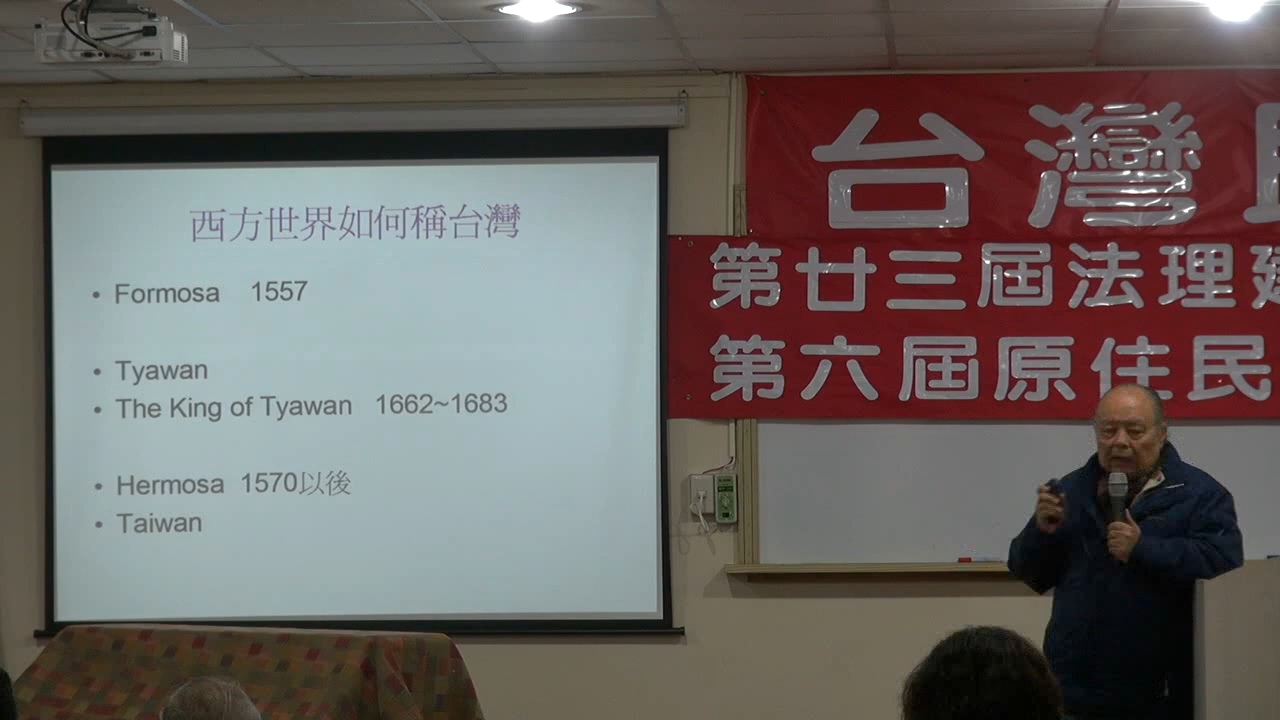 西方世界如何稱台灣
• Formosa 1557
• Tyawan
• The King of Tyawan 1662~1683
• Hermosa 1570以後
• Taiwan
台灣
第廿三屆法理建
第六屆原住民